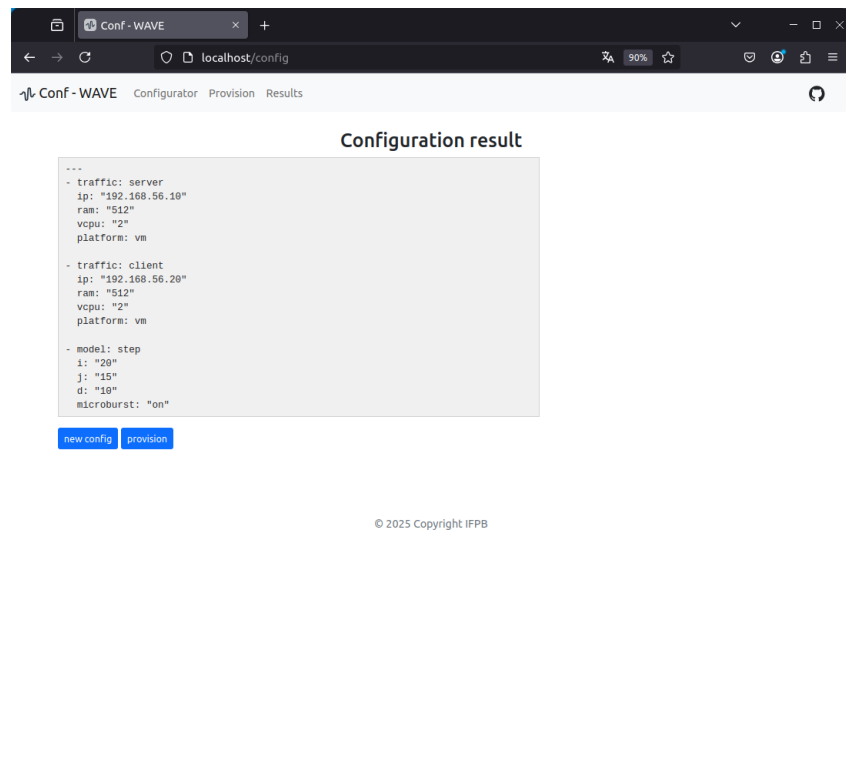 Conf - WAVE
localhost/config
90%
Conf - WAVE Configurator Provision Results
Configuration result
---
- traffic: server
  ip: "192.168.56.10"
  ram: "512"
  vcpu: "2"
  platform: vm

- traffic: client
  ip: "192.168.56.20"
  ram: "512"
  vcpu: "2"
  platform: vm

- model: step
  i: "20"
  j: "15"
  d: "10"
  microburst: "on"
new config provision
© 2025 Copyright IFPB